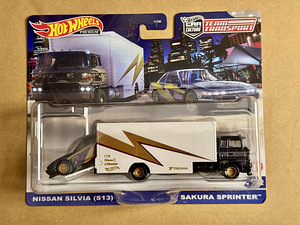 Hot Wheels
PREMIUM
CAR CULTURE
TEAM TRANSPORT
NISSAN SILVIA (S13)
SAKURA SPRINTER